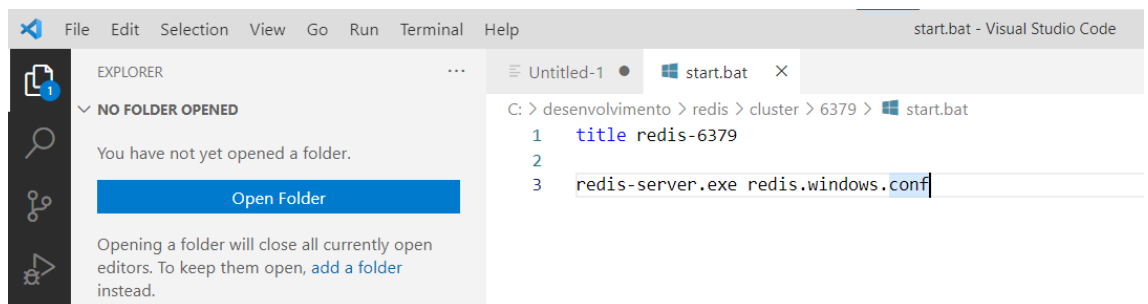 File Edit Selection View Go Run Terminal Help start.bat - Visual Studio Code
EXPLORER ...
Untitled-1 ● start.bat ×
1
NO FOLDER OPENED
You have not yet opened a folder.
Open Folder
Opening a folder will close all currently open
editors. To keep them open, add a folder
instead.
C: > desenvolvimento > redis > cluster > 6379 > start.bat
1 title redis-6379
2
3 redis-server.exe redis.windows.conf